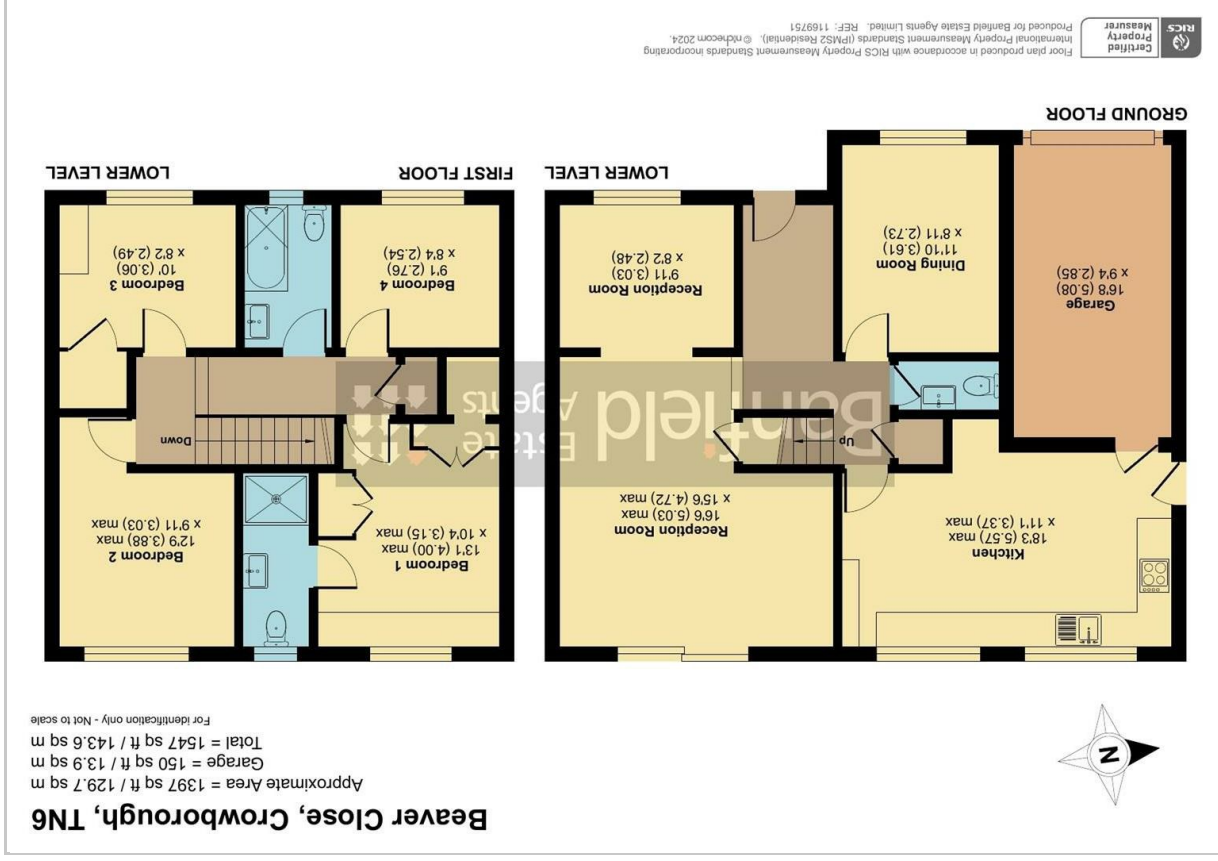 Beaver Close, Crowborough, TN6
Approximate Area = 1397 sq ft / 129.7 sq m
Garage = 150 sq ft / 13.9 sq m
Total = 1547 sq ft / 143.6 sq m
For identification only - Not to scale
N
Kitchen
18'3 (5.57) max
x 11'1 (3.37) max
Reception Room
16'6 (5.03) max
x 15'6 (4.72) max
Up
Garage
16'8 (5.08)
x 9'4 (2.85)
Dining Room
11'10 (3.61)
x 8'11 (2.73)
Reception Room
9'11 (3.03)
x 8'2 (2.48)
GROUND FLOOR
LOWER LEVEL
Bedroom 1
13'1 (4.00) max
x 10'4 (3.15) max
Bedroom 2
12'9 (3.88) max
x 9'11 (3.03) max
Down
Bedroom 4
9'1 (2.76)
x 8'4 (2.54)
Bedroom 3
10' (3.06)
x 8'2 (2.49)
FIRST FLOOR
LOWER LEVEL
Banfield
Estate
Agents
RICS
Certified
Property
Measurer
Floor plan produced in accordance with RICS Property Measurement Standards incorporating
International Property Measurement Standards (IPMS2 Residential). © nichecom 2024.
Produced for Banfield Estate Agents Limited. REF: 1169751